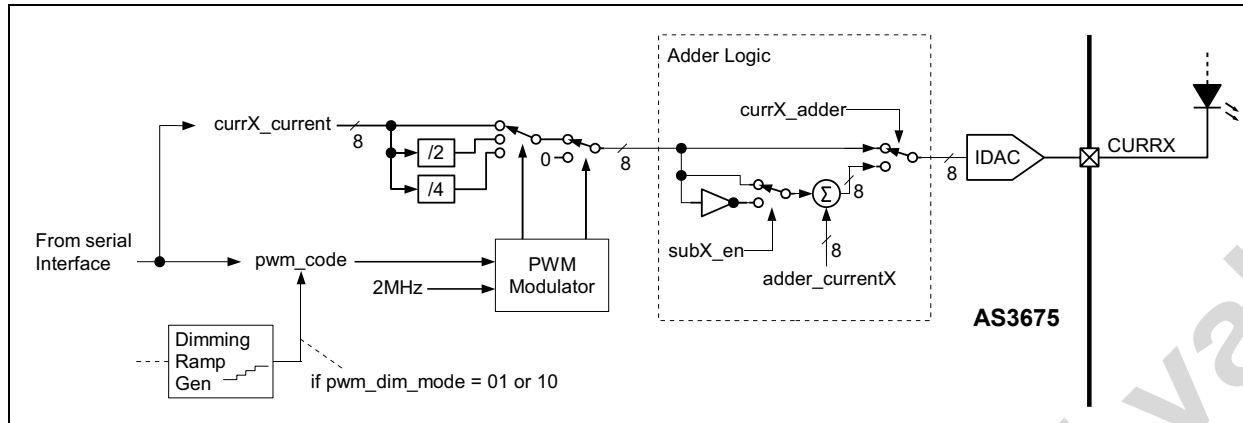 Adder Logic
currX_adder
currX_current
8
/2
/4
0
8
8
8
IDAC
CURRX
Σ
subX_en
8
adder_currentX
From serial
Interface
pwm_code
2MHz
PWM
Modulator
AS3675
Dimming
Ramp
Gen
if pwm_dim_mode = 01 or 10